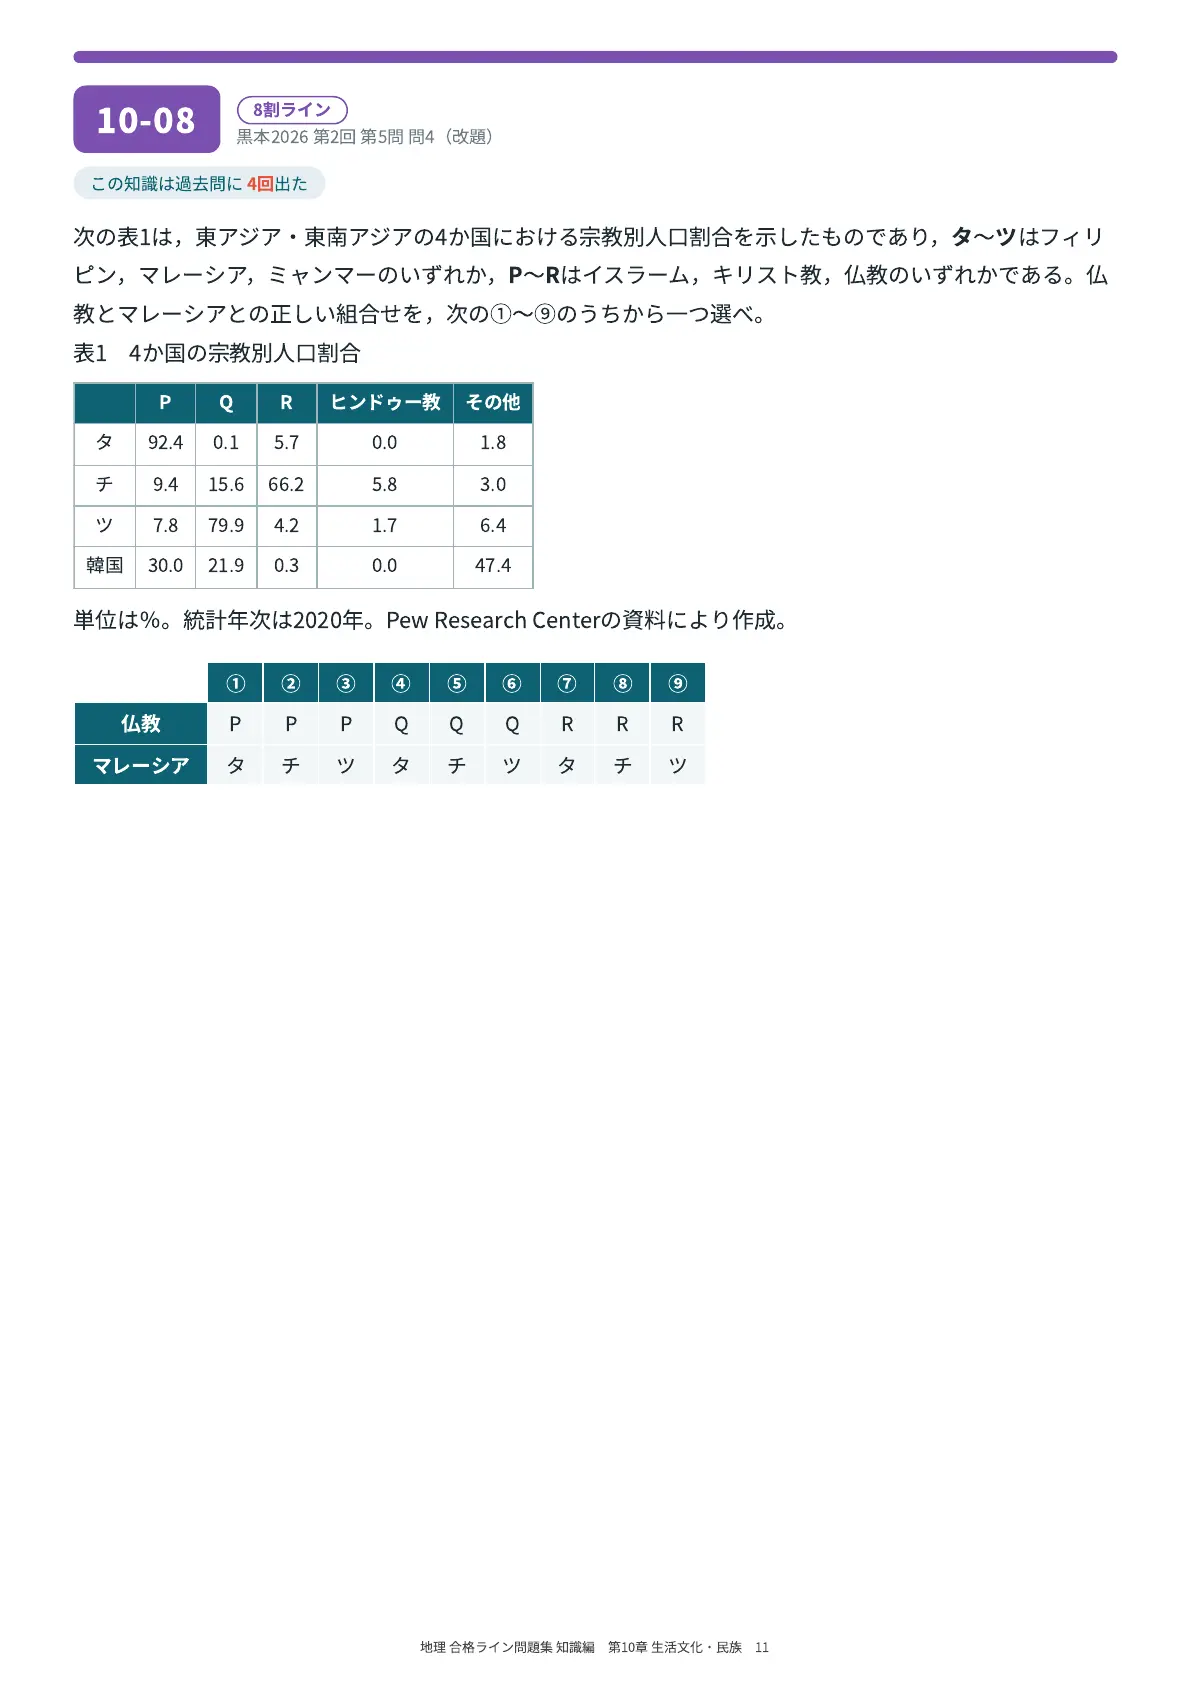 10-08
8割ライン
黒本2026 第2回 第5問 問4（改題）
この知識は過去問に 4回出た
次の表1は，東アジア・東南アジアの4か国における宗教別人口割合を示したものであり，タ～ツはフィリ
ピン，マレーシア，ミャンマーのいずれか，P～Rはイスラーム，キリスト教，仏教のいずれかである。仏
教とマレーシアとの正しい組合せを，次の①～⑨のうちから一つ選べ。
表1　4か国の宗教別人口割合
P Q R ヒンドゥー教 その他
タ 92.4 0.1 5.7 0.0 1.8
チ 9.4 15.6 66.2 5.8 3.0
ツ 7.8 79.9 4.2 1.7 6.4
韓国 30.0 21.9 0.3 0.0 47.4
単位は%。統計年次は2020年。Pew Research Centerの資料により作成。
① ② ③ ④ ⑤ ⑥ ⑦ ⑧ ⑨
仏教 P P P Q Q Q R R R
マレーシア タ チ ツ タ チ ツ タ チ ツ
地理 合格ライン問題集 知識編　第10章 生活文化・民族　11